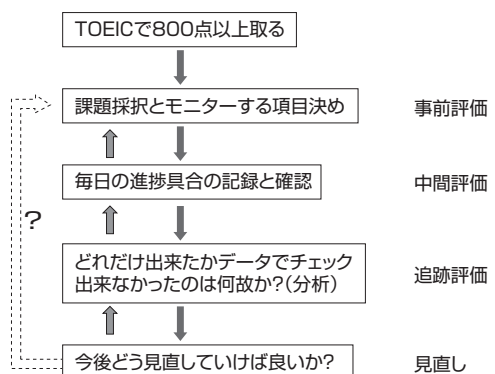 TOEICで800点以上取る
課題採択とモニターする項目決め
事前評価
毎日の進捗具合の記録と確認
中間評価
?
どれだけ出来たかデータでチェック
出来なかったのは何故か?(分析)
追跡評価
今後どう見直していけば良いか?
見直し